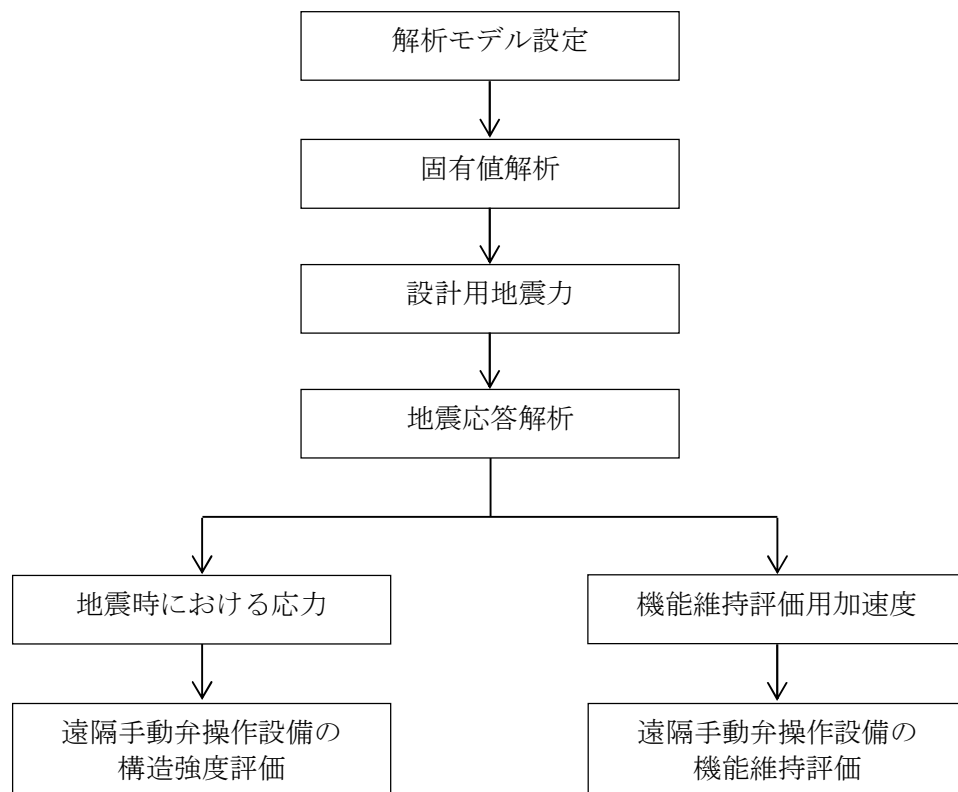 解析モデル設定
固有値解析
設計用地震力
地震応答解析
地震時における応力
機能維持評価用加速度
遠隔手動弁操作設備の
構造強度評価
遠隔手動弁操作設備の
機能維持評価